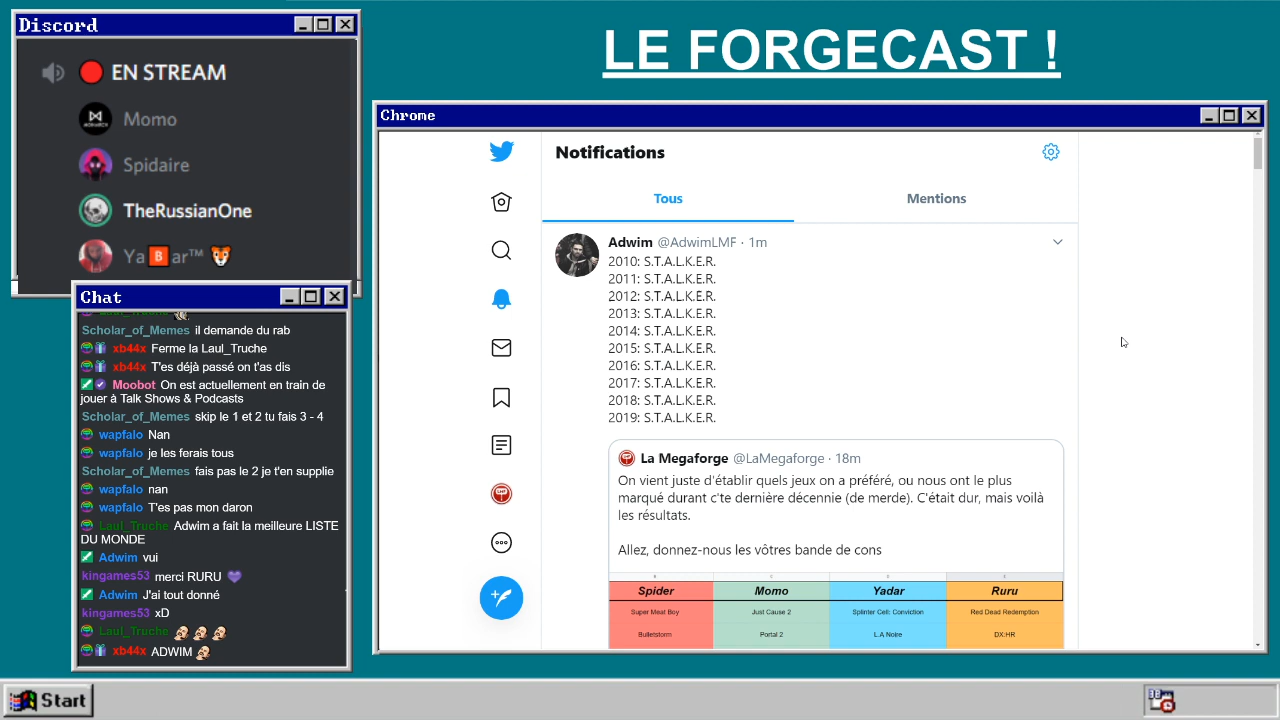 Discord
EN STREAM
Momo
Spidaire
TheRussianOne
Ya🅱ar™ 🐯
Chat
Scholar_of_Memes il demande du rab
xb44x Ferme la Laul_Truche
xb44x T'es déjà passé on t'as dis
Moobot On est actuellement en train de
jouer à Talk Shows & Podcasts
Scholar_of_Memes skip le 1 et 2 tu fais 3 - 4
wapfalo Nan
wapfalo je les ferais tous
Scholar_of_Memes fais pas le 2 je t'en supplie
wapfalo nan
wapfalo T'es pas mon daron
Laul_Truche Adwim a fait la meilleure LISTE
DU MONDE
Adwim vui
kingames53 merci RURU 💜
Adwim J'ai tout donné
kingames53 xD
Laul_Truche
xb44x ADWIM
LE FORGECAST !
Chrome
Notifications
Tous
Mentions
Adwim @AdwimLMF · 1m
2010: S.T.A.L.K.E.R.
2011: S.T.A.L.K.E.R.
2012: S.T.A.L.K.E.R.
2013: S.T.A.L.K.E.R.
2014: S.T.A.L.K.E.R.
2015: S.T.A.L.K.E.R.
2016: S.T.A.L.K.E.R.
2017: S.T.A.L.K.E.R.
2018: S.T.A.L.K.E.R.
2019: S.T.A.L.K.E.R.
La Megaforge @LaMegaforge · 18m
On vient juste d'établir quels jeux on a préféré, ou nous ont le plus
marqué durant c'te dernière décennie (de merde). C'était dur, mais voilà
les résultats.
Allez, donnez-nous les vôtres bande de cons
Spider Momo Yadar Ruru
Super Meat Boy Just Cause 2 Splinter Cell: Conviction Red Dead Redemption
Bulletstorm Portal 2 L.A Noire DX:HR
Start